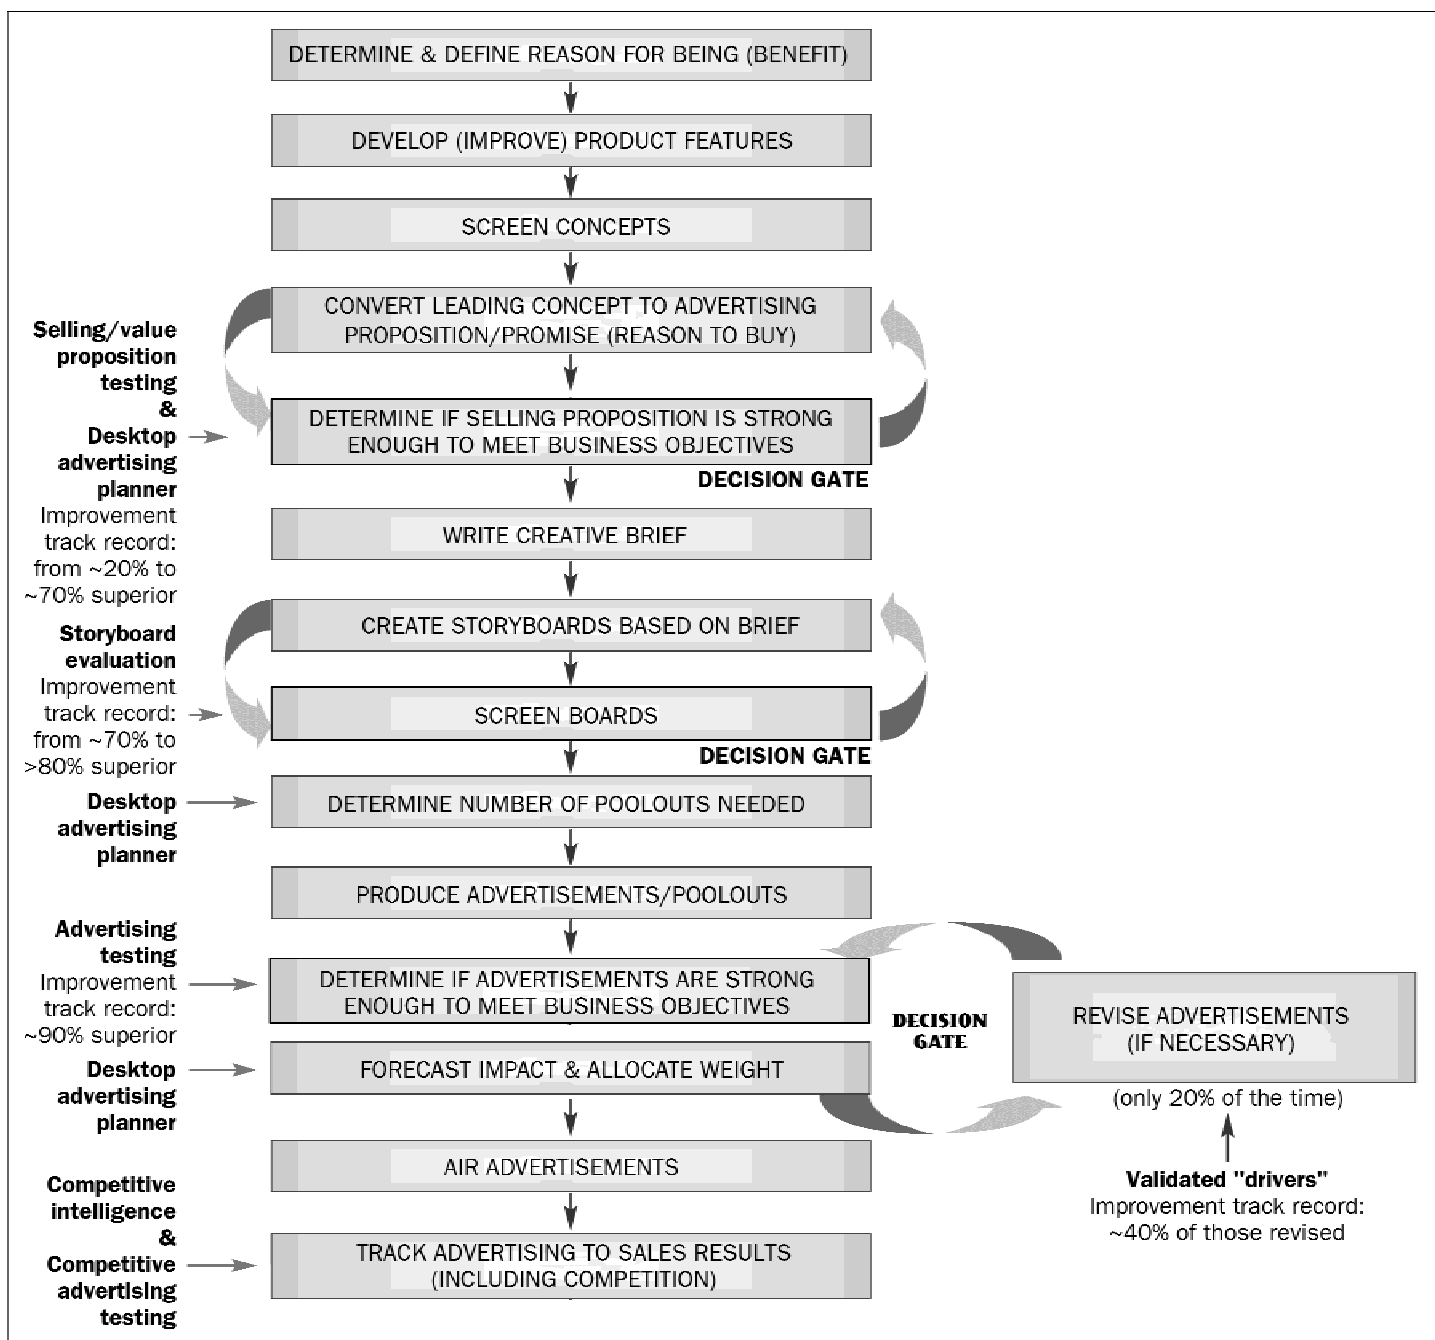 DETERMINE & DEFINE REASON FOR BEING (BENEFIT)
DEVELOP (IMPROVE) PRODUCT FEATURES
SCREEN CONCEPTS
CONVERT LEADING CONCEPT TO ADVERTISING
PROPOSITION/PROMISE (REASON TO BUY)
Selling/value
proposition
testing
&
Desktop
advertising
planner
Improvement
track record:
from ~20% to
~70% superior
DETERMINE IF SELLING PROPOSITION IS STRONG
ENOUGH TO MEET BUSINESS OBJECTIVES
DECISION GATE
WRITE CREATIVE BRIEF
CREATE STORYBOARDS BASED ON BRIEF
Storyboard
evaluation
Improvement
track record:
from ~70% to
>80% superior
SCREEN BOARDS
DECISION GATE
Desktop
advertising
planner
DETERMINE NUMBER OF POOLOUTS NEEDED
PRODUCE ADVERTISEMENTS/POOLOUTS
Advertising
testing
Improvement
track record:
~90% superior
DETERMINE IF ADVERTISEMENTS ARE STRONG
ENOUGH TO MEET BUSINESS OBJECTIVES
DECISION
GATE
REVISE ADVERTISEMENTS
(IF NECESSARY)
(only 20% of the time)
Validated "drivers"
Improvement track record:
~40% of those revised
Desktop
advertising
planner
FORECAST IMPACT & ALLOCATE WEIGHT
AIR ADVERTISEMENTS
Competitive
intelligence
&
Competitive
advertising
testing
TRACK ADVERTISING TO SALES RESULTS
(INCLUDING COMPETITION)